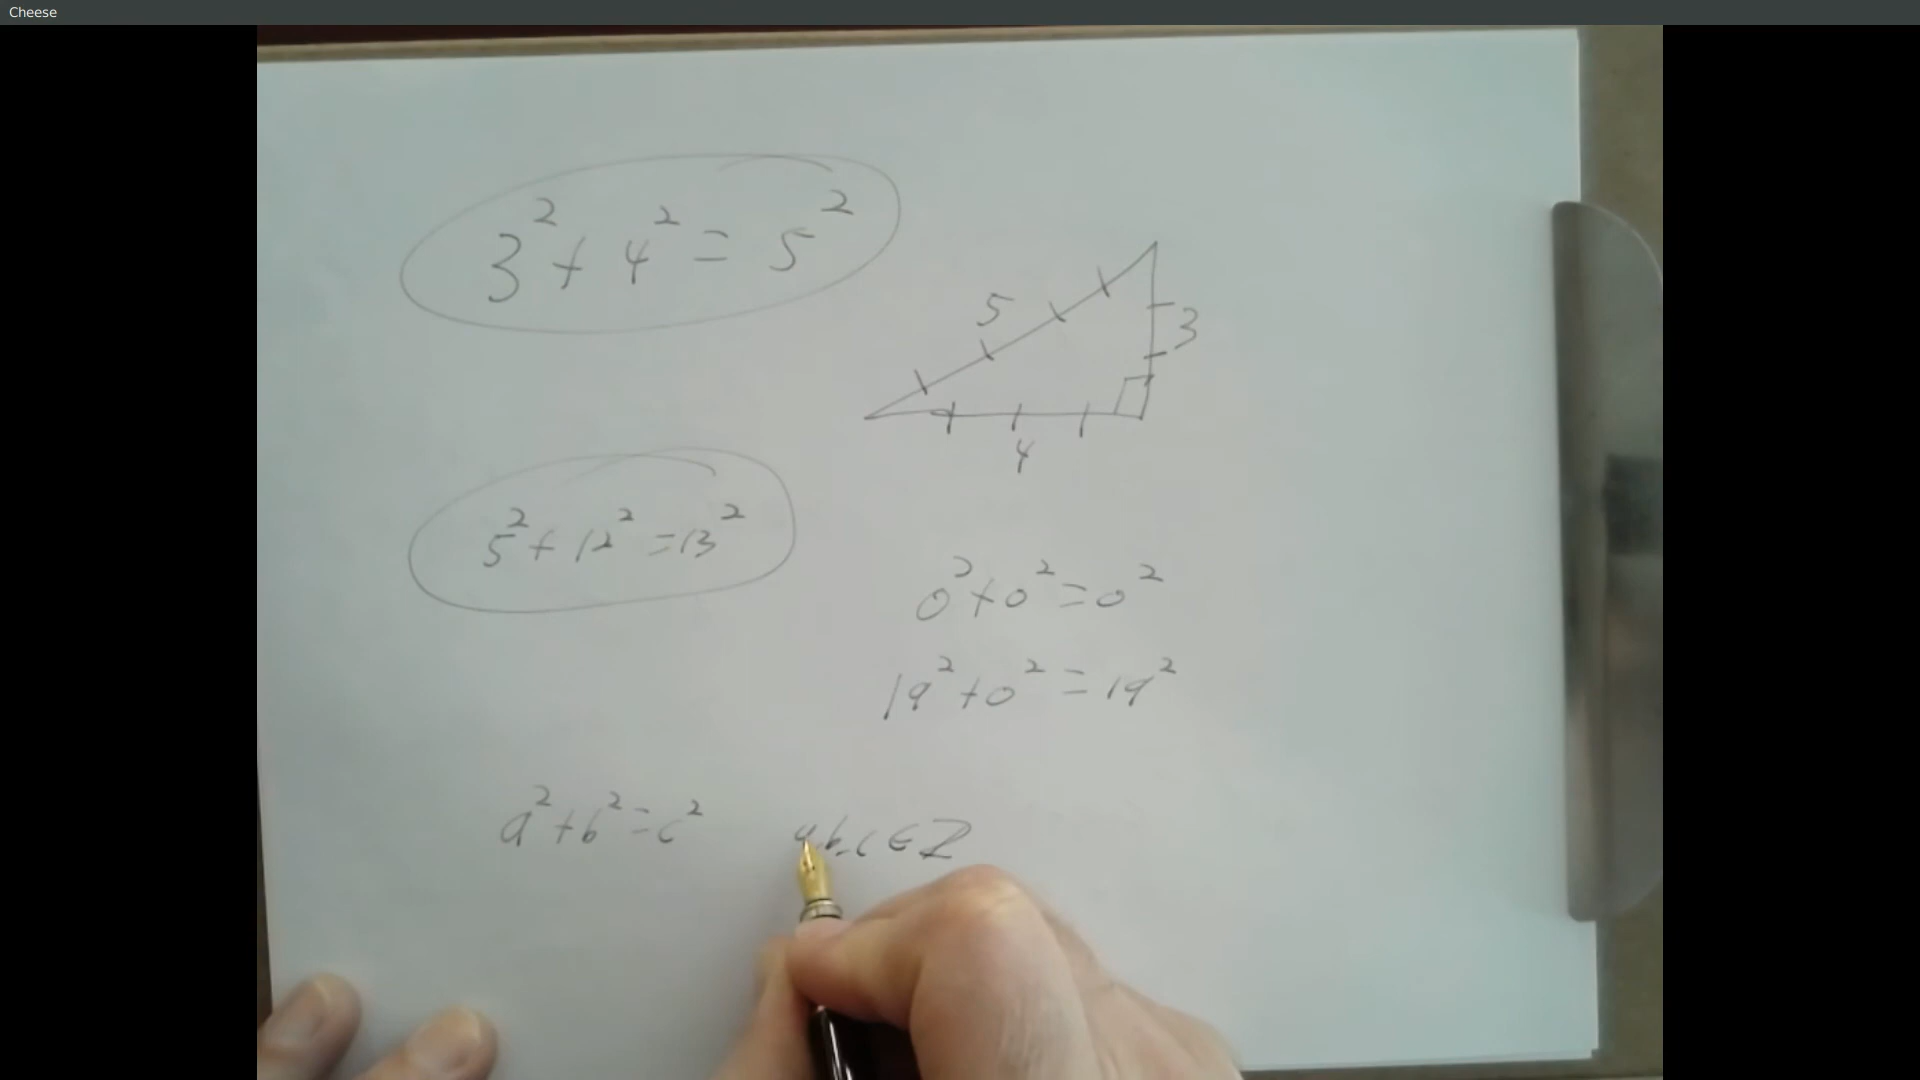 Cheese
3² + 4² = 5²
5
3
4
5² + 12² = 13²
0² + 0² = 0²
19² + 0² = 19²
a² + b² = c² a,b,c ∈ Z